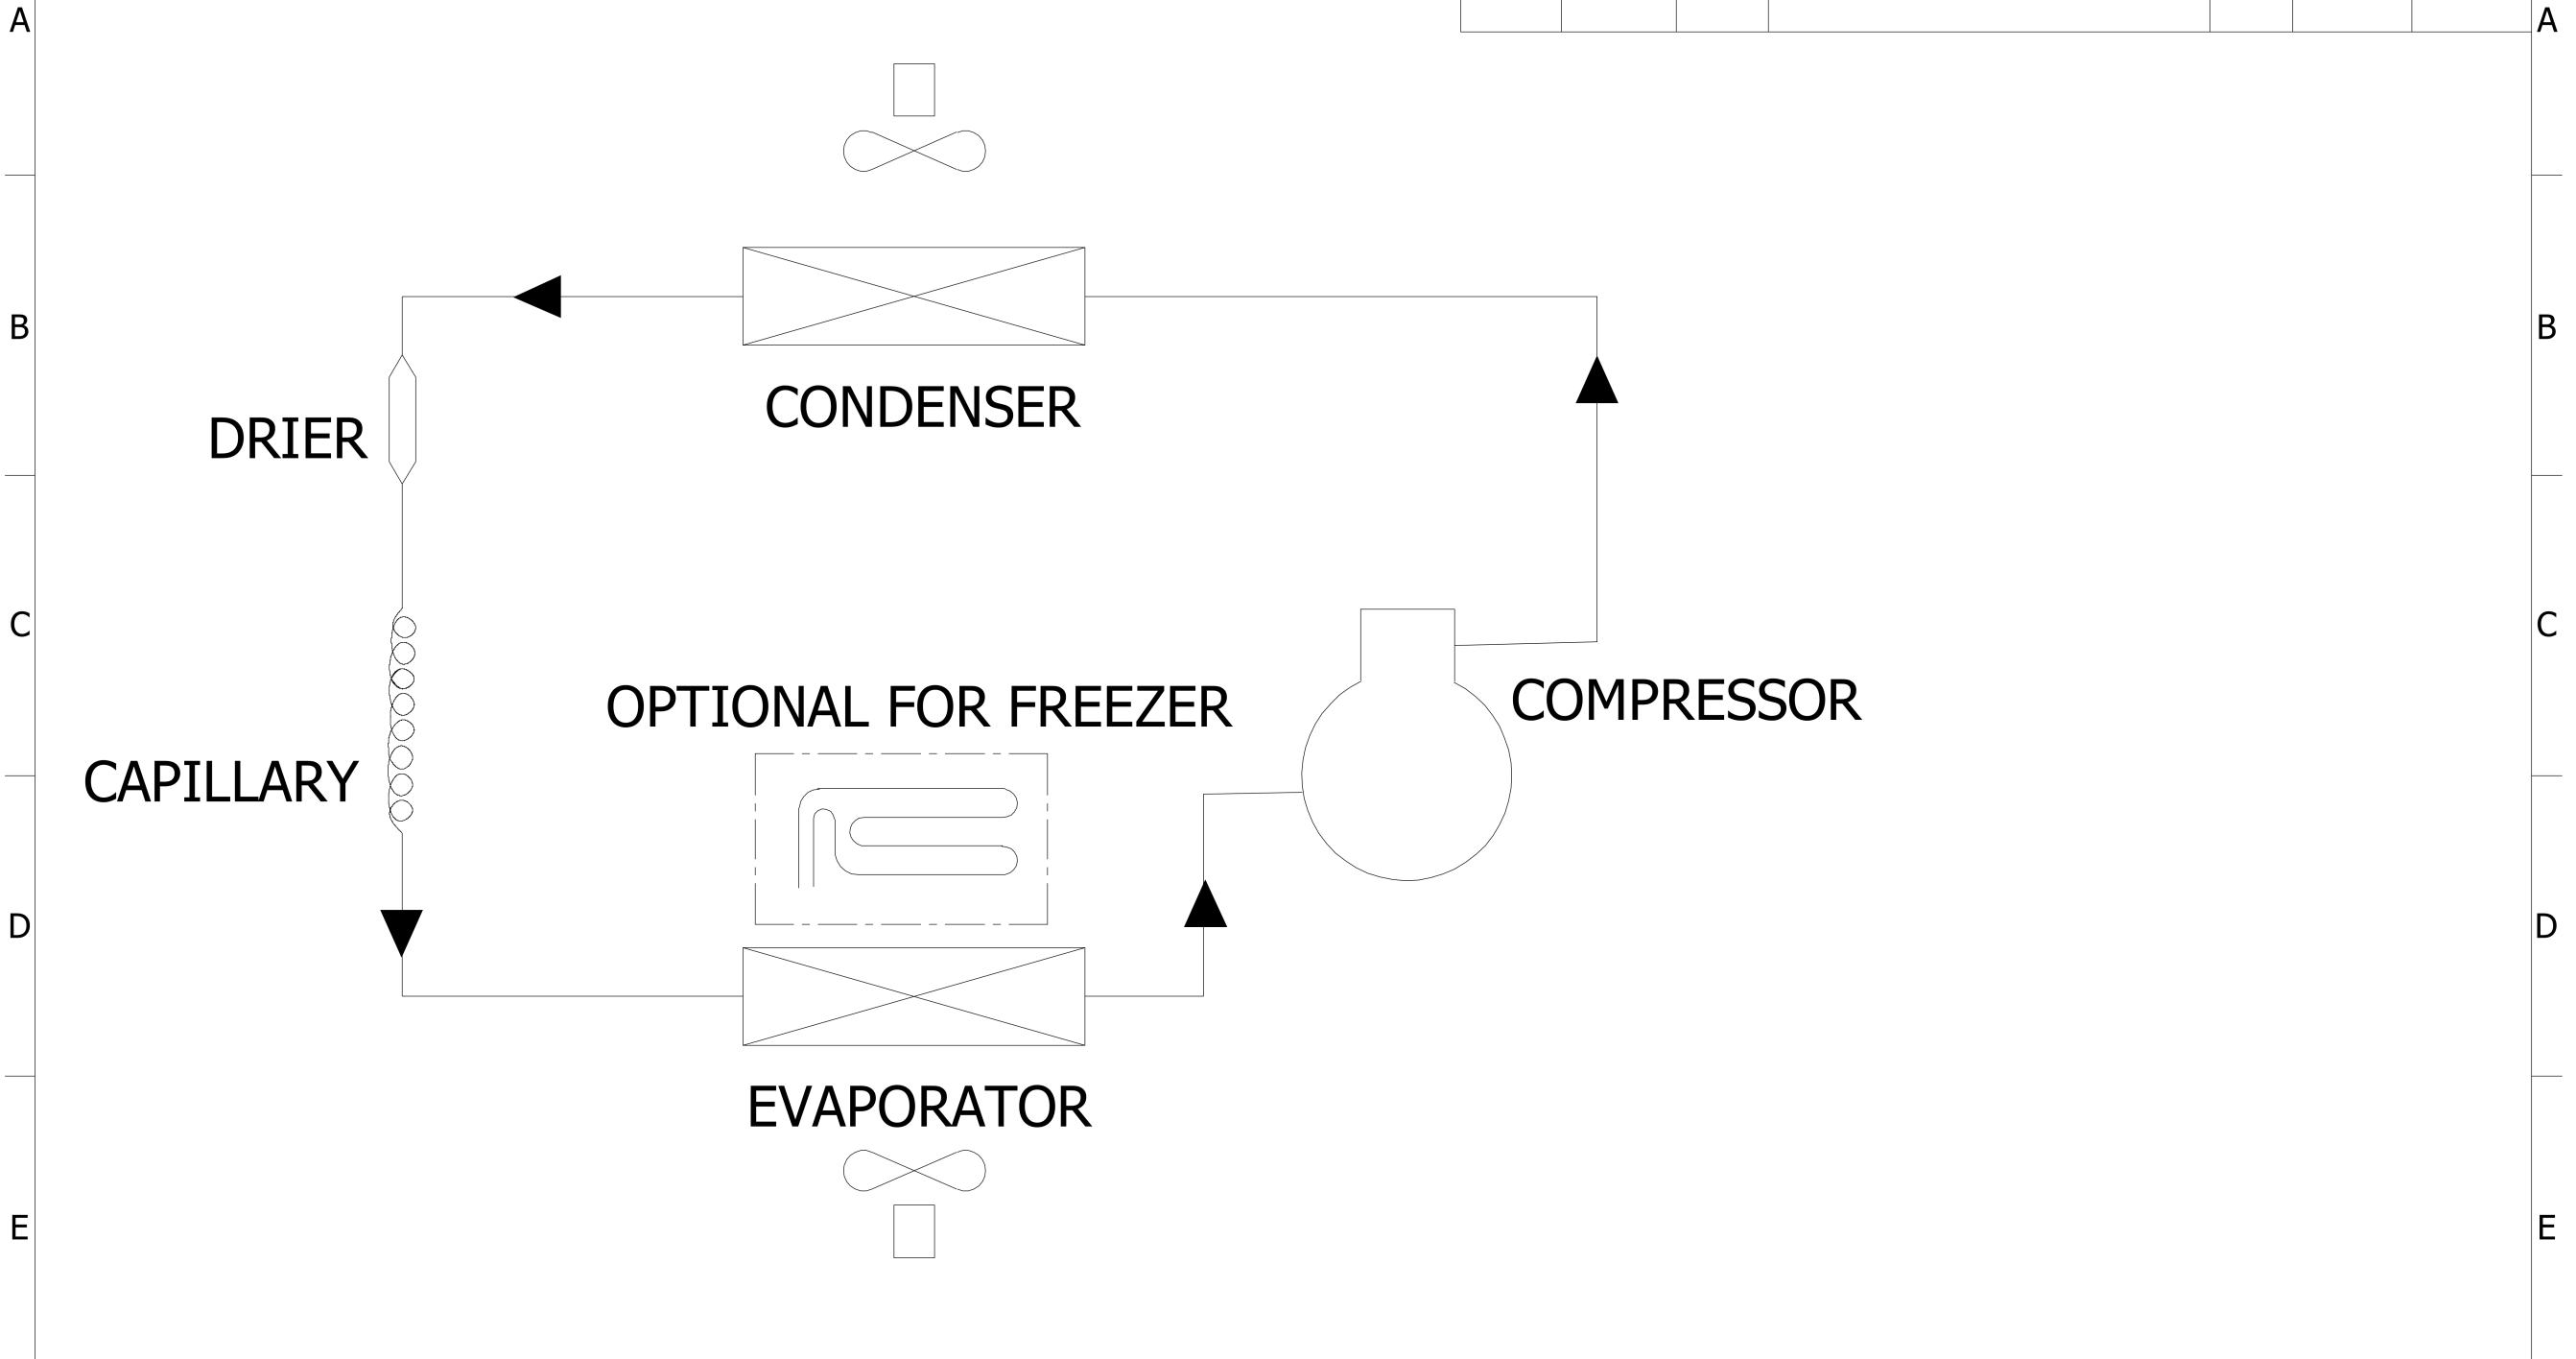 A A
B B
CONDENSER
DRIER
C C
OPTIONAL FOR FREEZER
COMPRESSOR
CAPILLARY
D D
EVAPORATOR
E E